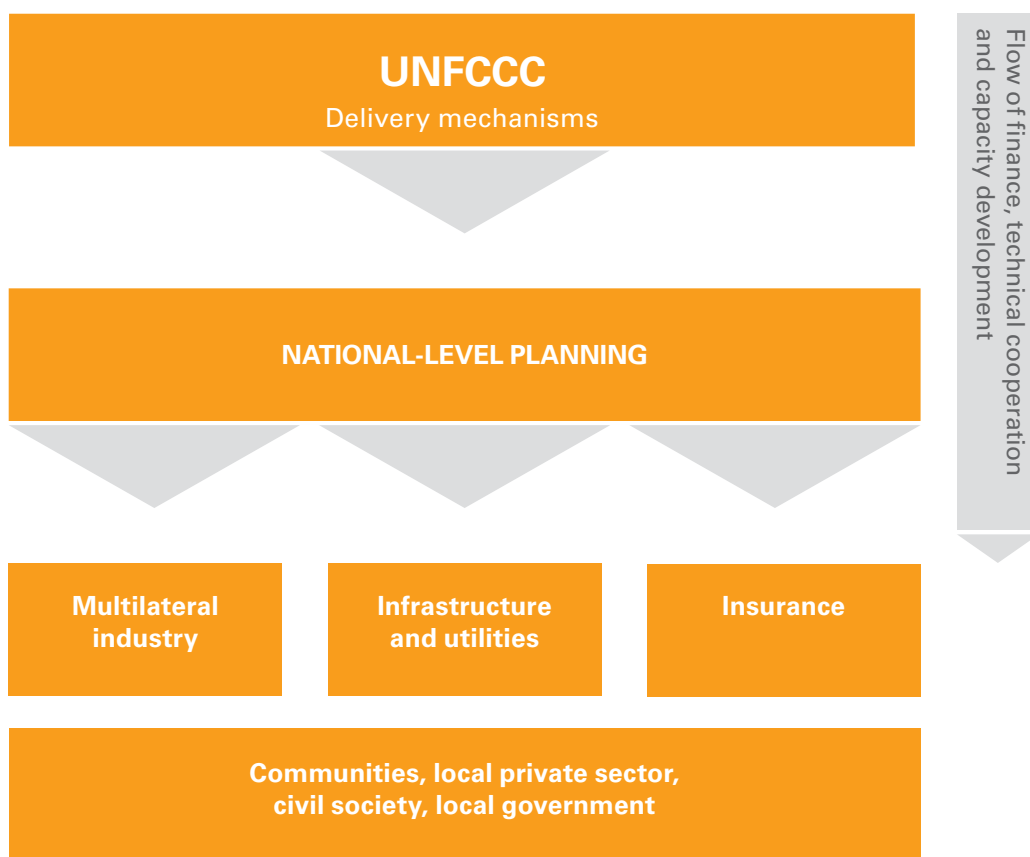 UNFCCC
Delivery mechanisms
Flow of finance, technical cooperation
and capacity development
NATIONAL-LEVEL PLANNING
Multilateral
industry
Infrastructure
and utilities
Insurance
Communities, local private sector,
civil society, local government